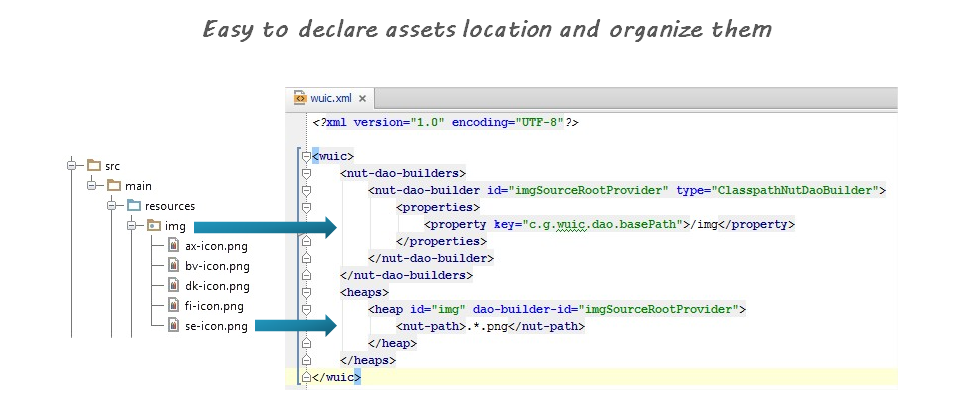 Easy to declare assets location and organize them
wuic.xml
<?xml version="1.0" encoding="UTF-8"?>
<wuic>
<nut-dao-builders>
<nut-dao-builder id="imgSourceRootProvider" type="ClasspathNutDaoBuilder">
<properties>
<property key="c.g.wuic.dao.basePath">/img</property>
</properties>
</nut-dao-builder>
</nut-dao-builders>
<heaps>
<heap id="img" dao-builder-id="imgSourceRootProvider">
<nut-path>.*.png</nut-path>
</heap>
</heaps>
</wuic>
src
main
resources
img
ax-icon.png
bv-icon.png
dk-icon.png
fi-icon.png
se-icon.png